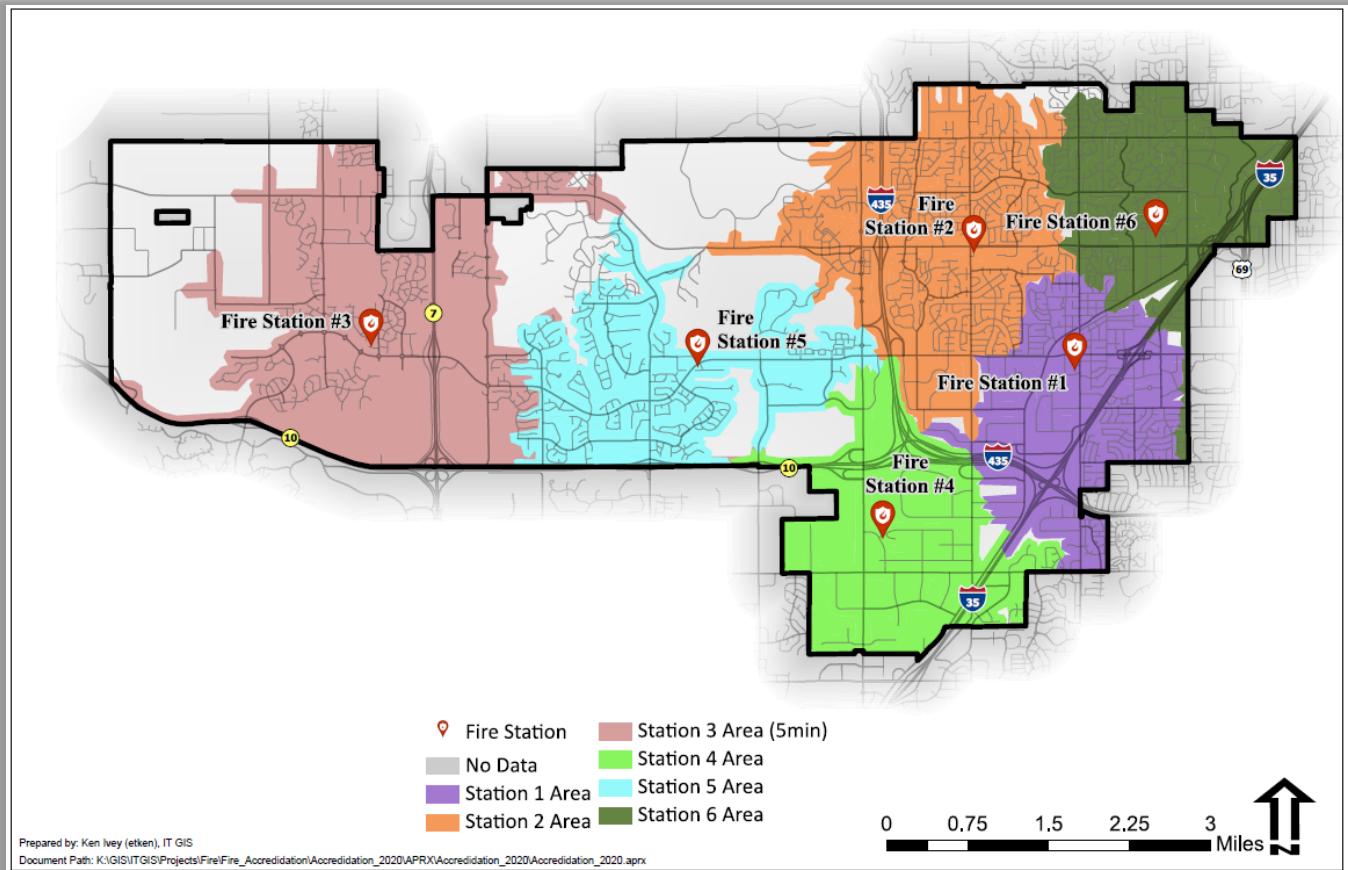 35
435
Fire
Station #2
Fire Station #6
69
Fire Station #3
7
Fire
Station #5
Fire Station #1
10
435
10
Fire
Station #4
35
Fire Station
No Data
Station 1 Area
Station 2 Area
Station 3 Area (5min)
Station 4 Area
Station 5 Area
Station 6 Area
0 0.75 1.5 2.25 3
Miles
N
Prepared by: Ken Ivey (etken), IT GIS
Document Path: K:\GIS\ITGIS\Projects\Fire\Fire_Accredidation\Accredidation_2020\APRX\Accredidation_2020\Accredidation_2020.aprx